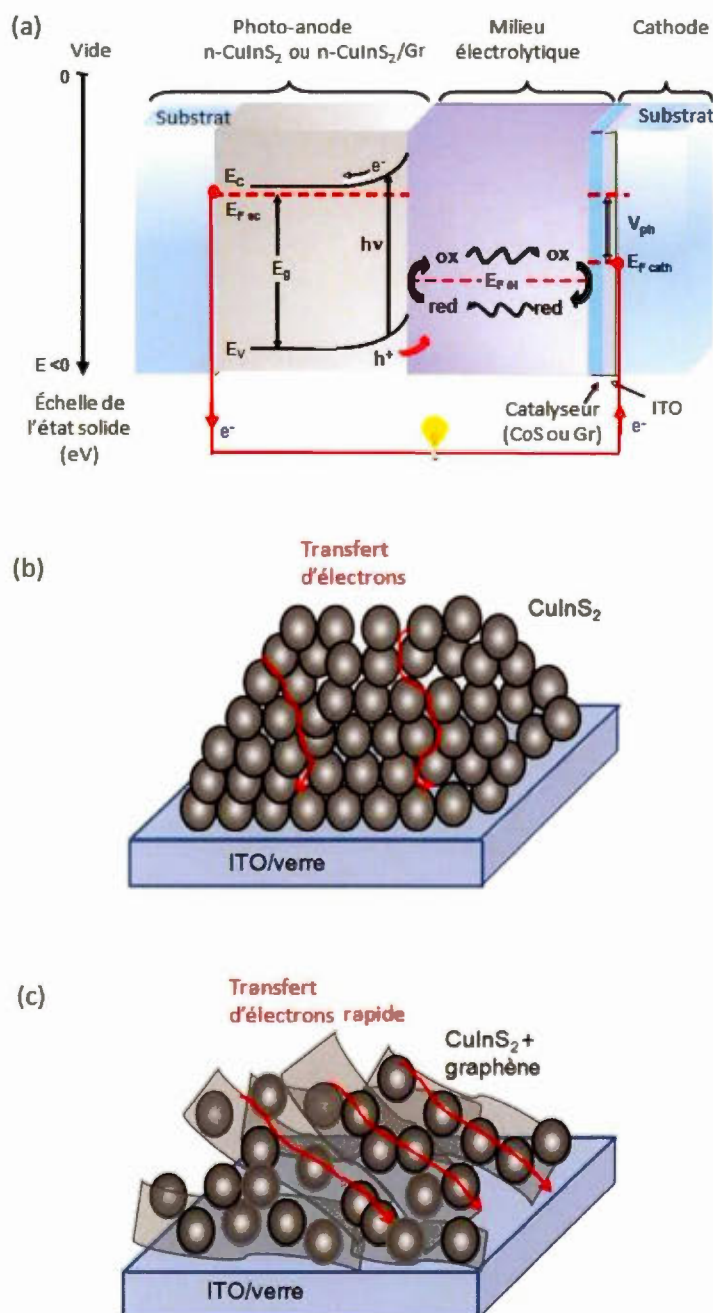 (a)
Vide
Photo-anode
n-CuInS₂ ou n-CuInS₂/Gr
Milieu
électrolytique
Cathode
0
Substrat
Substrat
E_C
e⁻
E_F sc
hν
E_g
ox
ox
V_ph
E_F cath
E_F el
red
red
E_V
h⁺
E <0
Échelle de
l'état solide
(eV)
e⁻
Catalyseur
(CoS ou Gr)
ITO
e⁻
(b)
Transfert
d'électrons
CuInS₂
ITO/verre
(c)
Transfert
d'électrons rapide
CuInS₂ +
graphène
ITO/verre